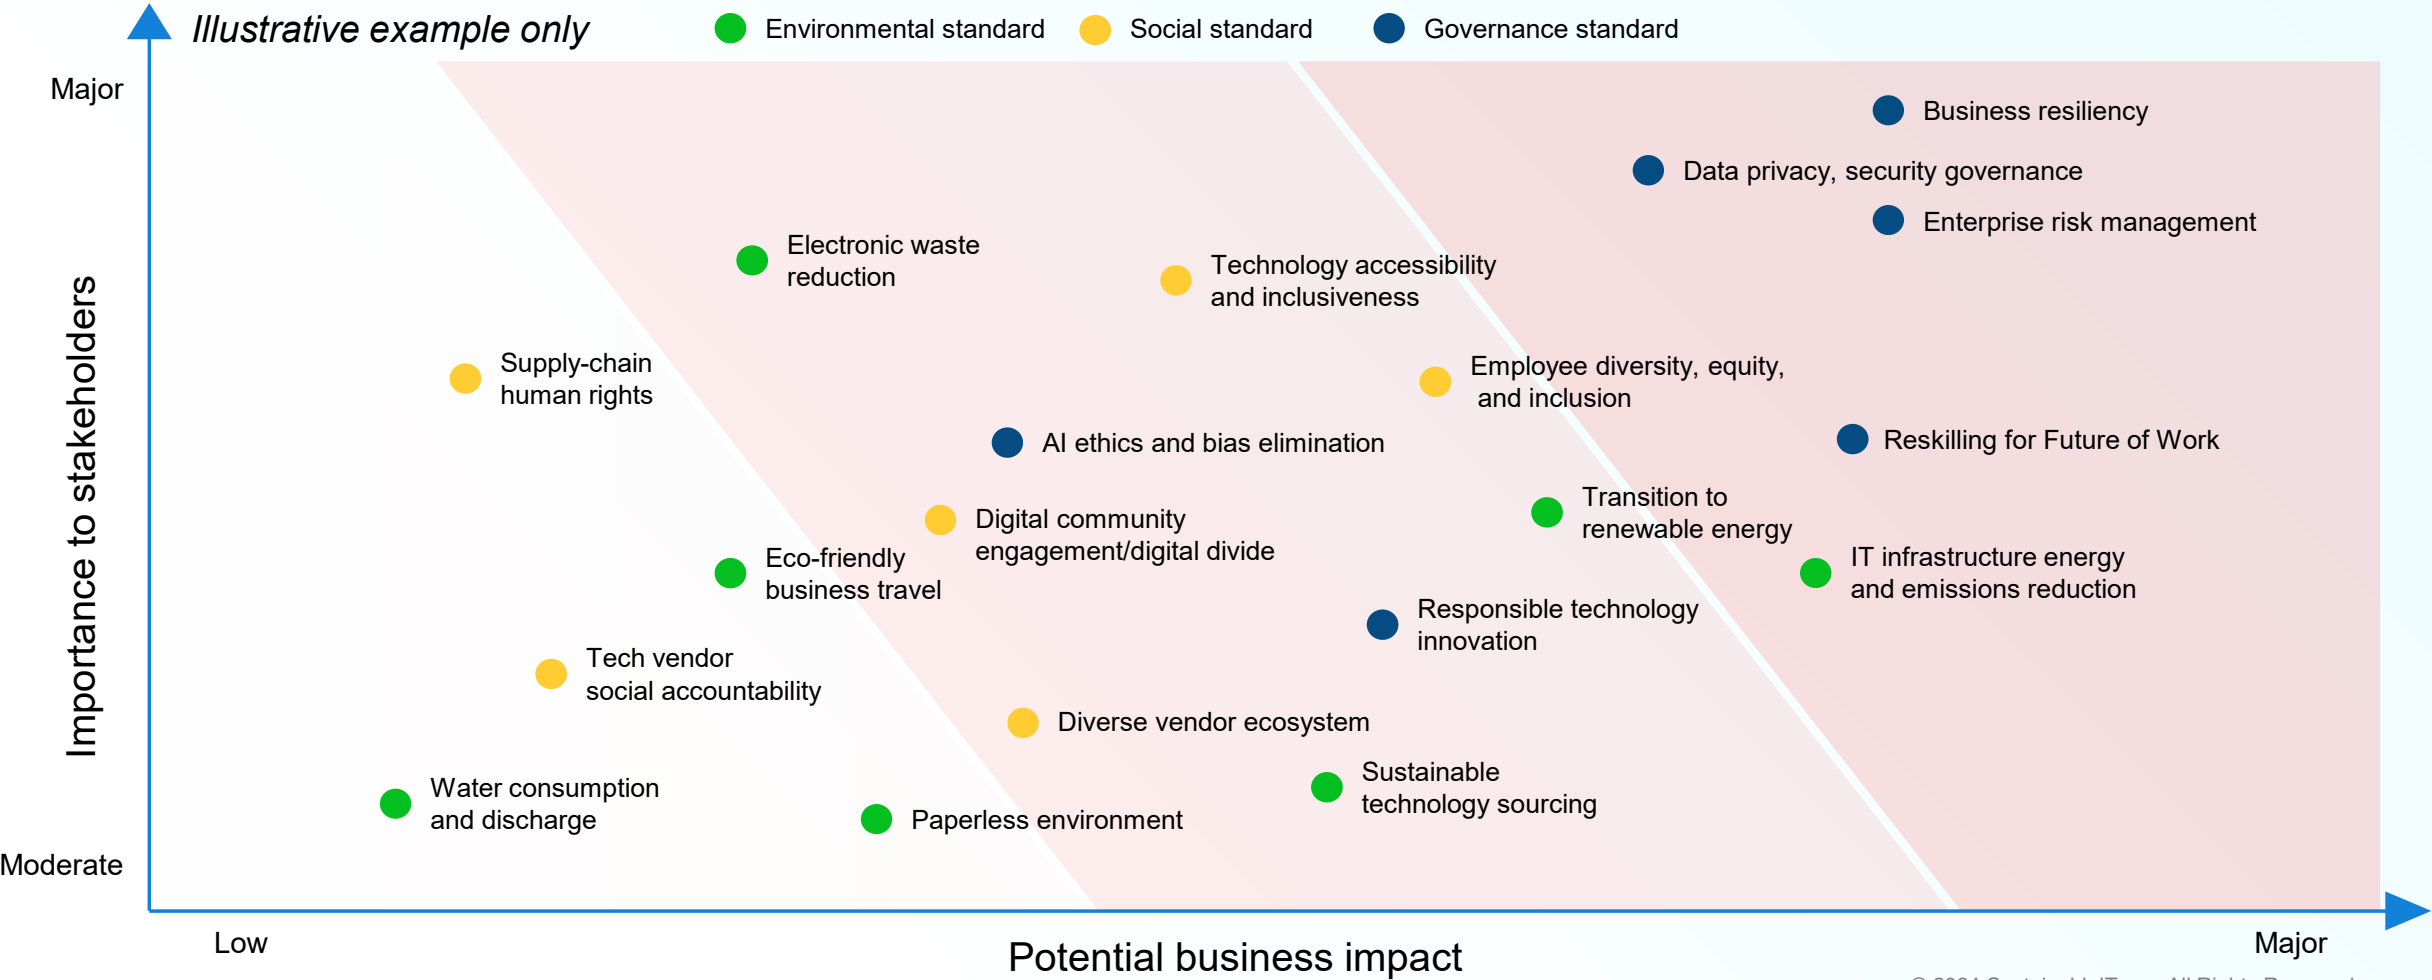 Illustrative example only
Environmental standard
Social standard
Governance standard
Major
Business resiliency
Data privacy, security governance
Enterprise risk management
Electronic waste
reduction
Technology accessibility
and inclusiveness
Supply-chain
human rights
Employee diversity, equity,
and inclusion
AI ethics and bias elimination
Reskilling for Future of Work
Transition to
renewable energy
Digital community
engagement/digital divide
Eco-friendly
business travel
IT infrastructure energy
and emissions reduction
Responsible technology
innovation
Tech vendor
social accountability
Diverse vendor ecosystem
Sustainable
technology sourcing
Water consumption
and discharge
Paperless environment
Importance to stakeholders
Moderate
Low
Potential business impact
Major